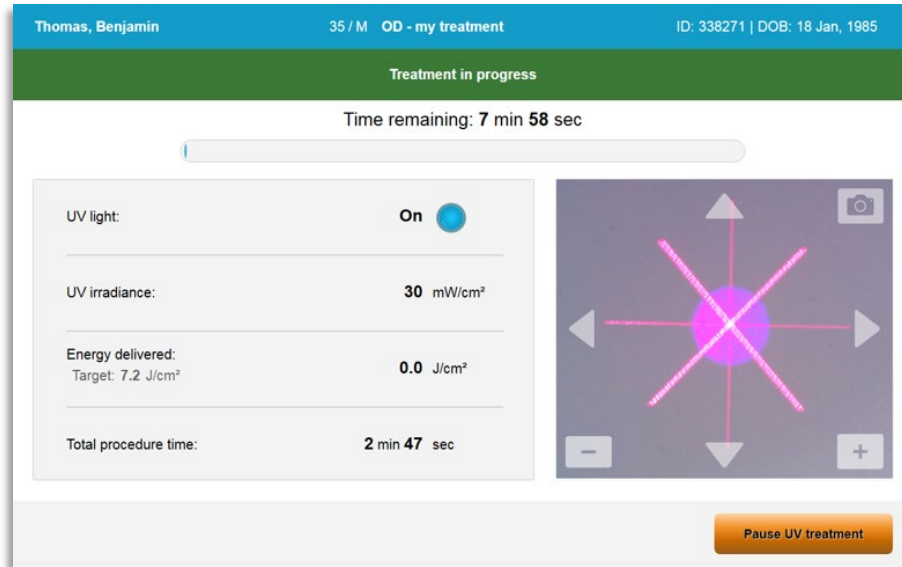 Thomas, Benjamin 35 / M OD - my treatment ID: 338271 | DOB: 18 Jan, 1985
Treatment in progress
Time remaining: 7 min 58 sec
UV light: On
UV irradiance: 30 mW/cm²
Energy delivered:
Target: 7.2 J/cm²
0.0 J/cm²
Total procedure time: 2 min 47 sec
Pause UV treatment